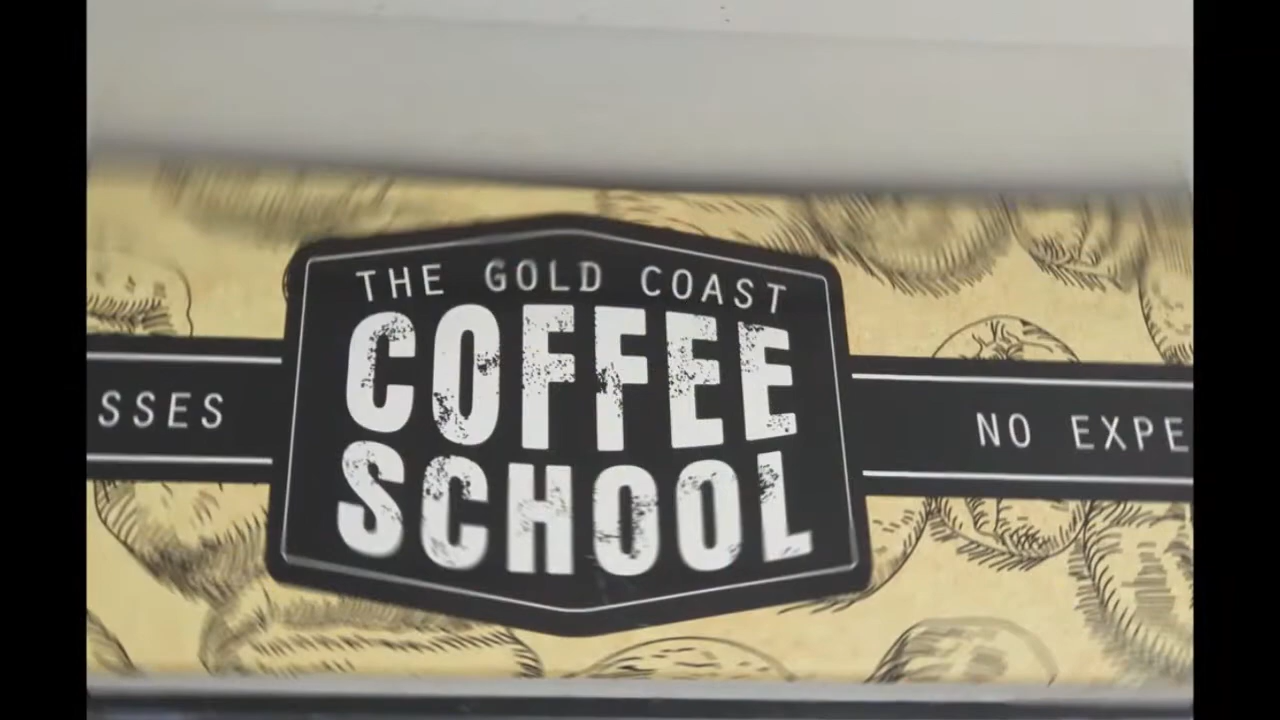 THE GOLD COAST
COFFEE
SCHOOL
SSES
NO EXPE